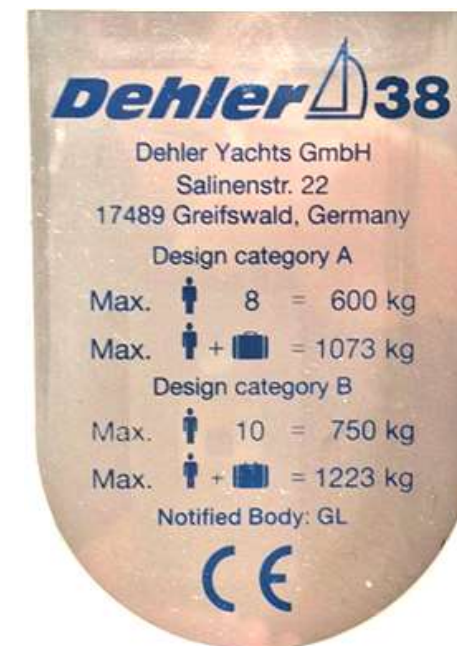 Dehler 38
Dehler Yachts GmbH
Salinenstr. 22
17489 Greifswald, Germany
Design category A
Max. 8 = 600 kg
Max. + = 1073 kg
Design category B
Max. 10 = 750 kg
Max. + = 1223 kg
Notified Body: GL
CE